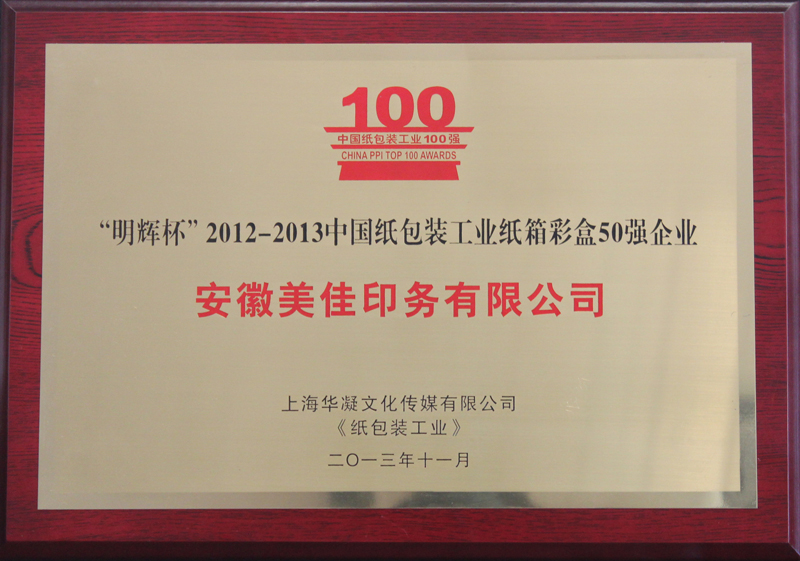 100
中国纸包装工业100强
CHINA PPI TOP 100 AWARDS
“明辉杯”2012-2013中国纸包装工业纸箱彩盒50强企业
安徽美佳印务有限公司
上海华凝文化传媒有限公司
《纸包装工业》
二〇一三年十一月